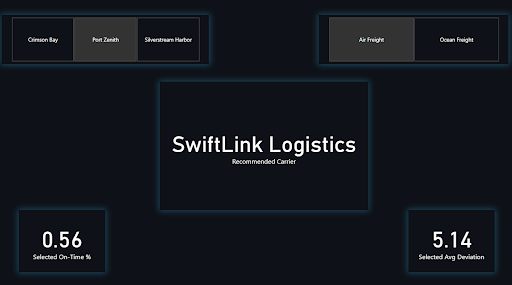 Crimson Bay
Port Zenith
Silverstream Harbor
Air Freight
Ocean Freight
SwiftLink Logistics
Recommended Carrier
0.56
Selected On-Time %
5.14
Selected Avg Deviation